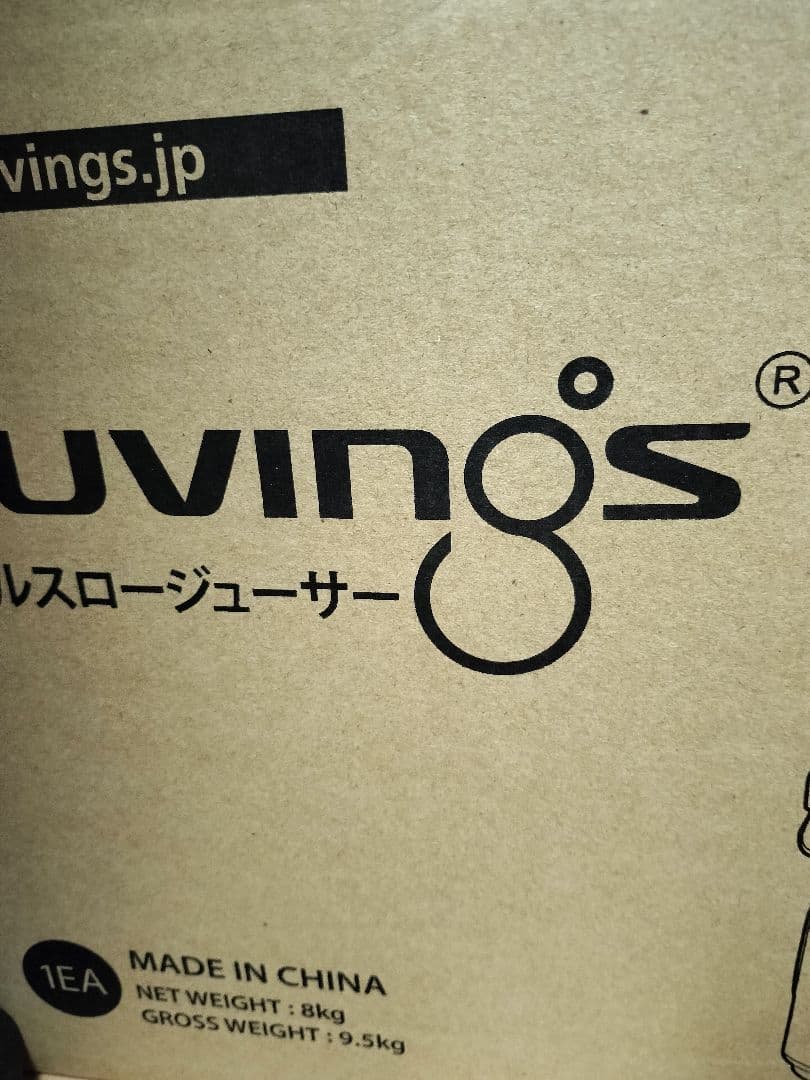 vings.jp
uvings®
ルスロージューサー
1EA
MADE IN CHINA
NET WEIGHT : 8kg
GROSS WEIGHT : 9.5kg